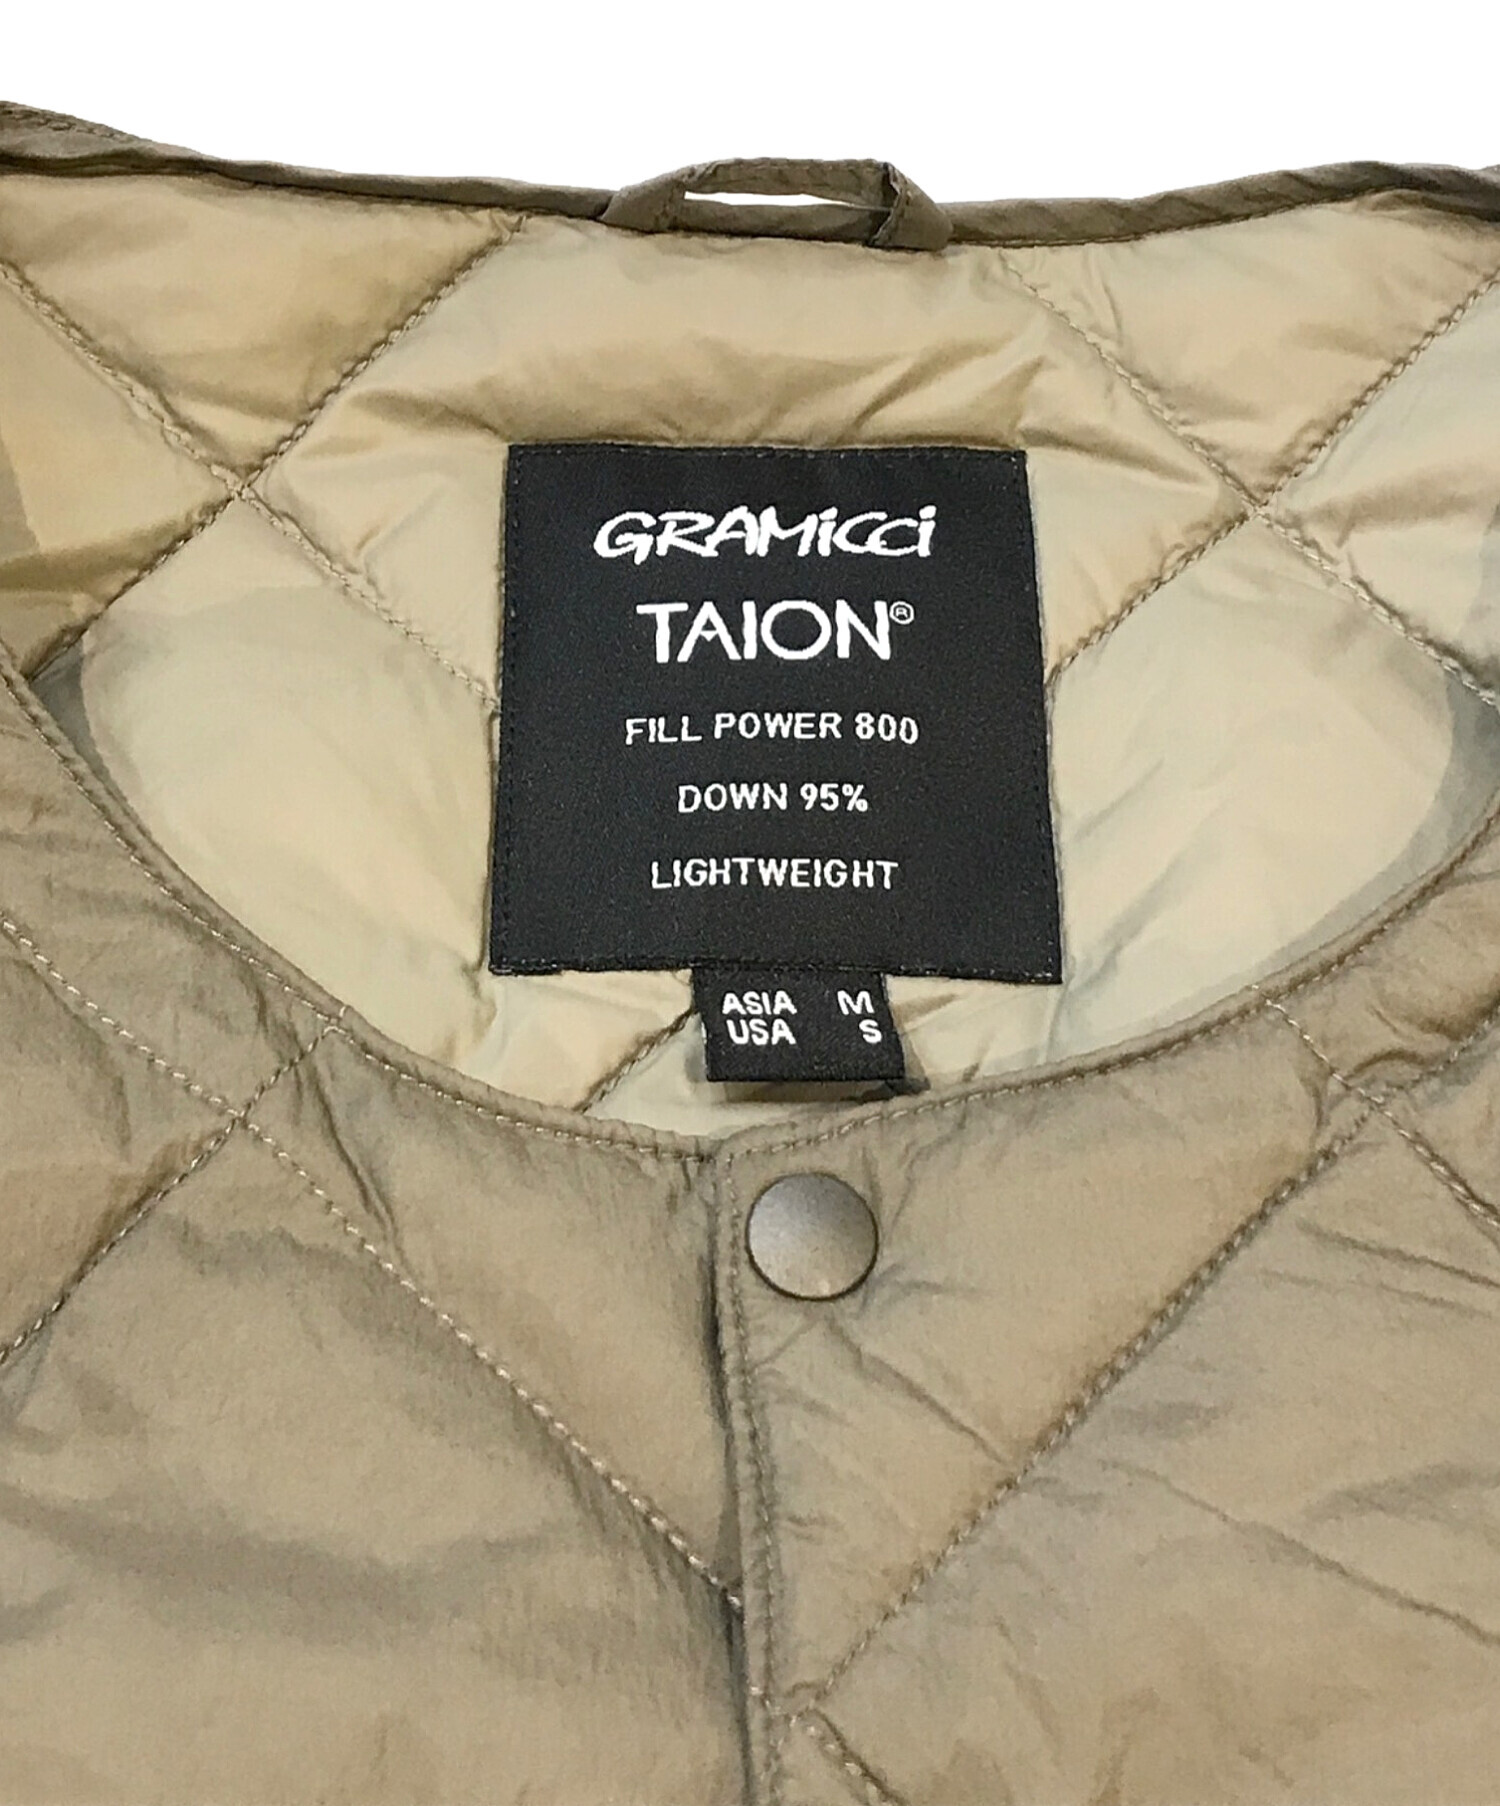 GRAMiCCi
TAION®
FILL POWER 800
DOWN 95%
LIGHTWEIGHT
ASIA M
USA S